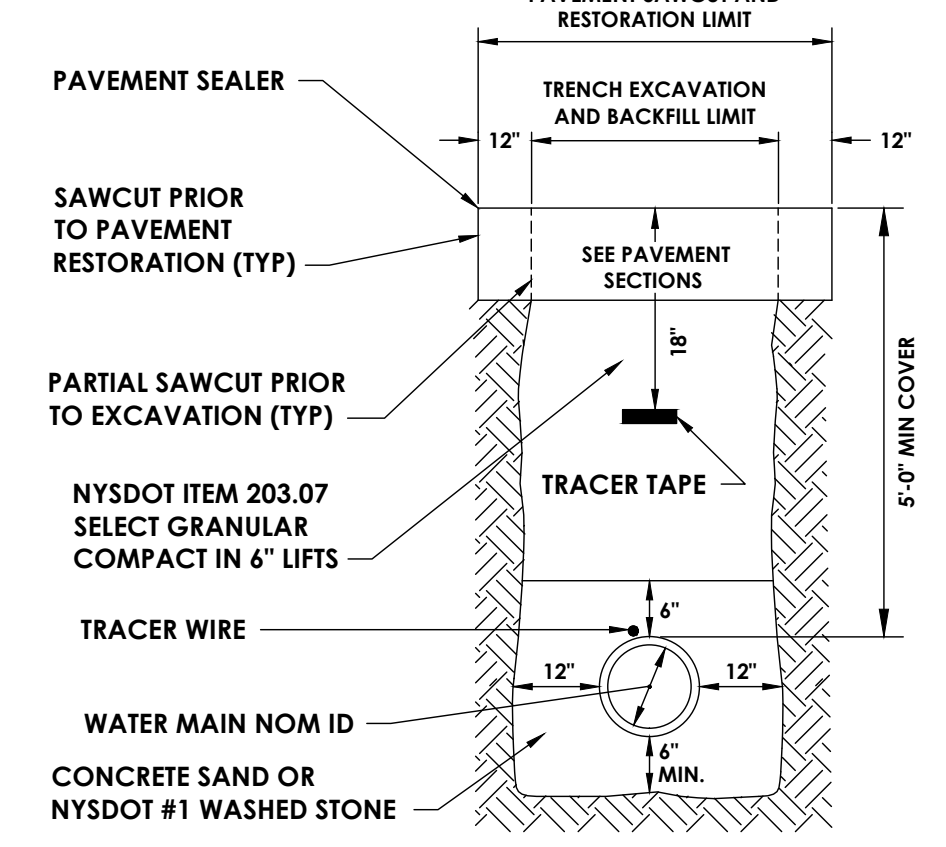 PAVEMENT SAWCUT AND
RESTORATION LIMIT
PAVEMENT SEALER
TRENCH EXCAVATION
AND BACKFILL LIMIT
12"
12"
SAWCUT PRIOR
TO PAVEMENT
RESTORATION (TYP)
SEE PAVEMENT
SECTIONS
18"
5'-0" MIN COVER
PARTIAL SAWCUT PRIOR
TO EXCAVATION (TYP)
TRACER TAPE
NYSDOT ITEM 203.07
SELECT GRANULAR
COMPACT IN 6" LIFTS
6"
TRACER WIRE
12"
12"
WATER MAIN NOM ID
6"
MIN.
CONCRETE SAND OR
NYSDOT #1 WASHED STONE